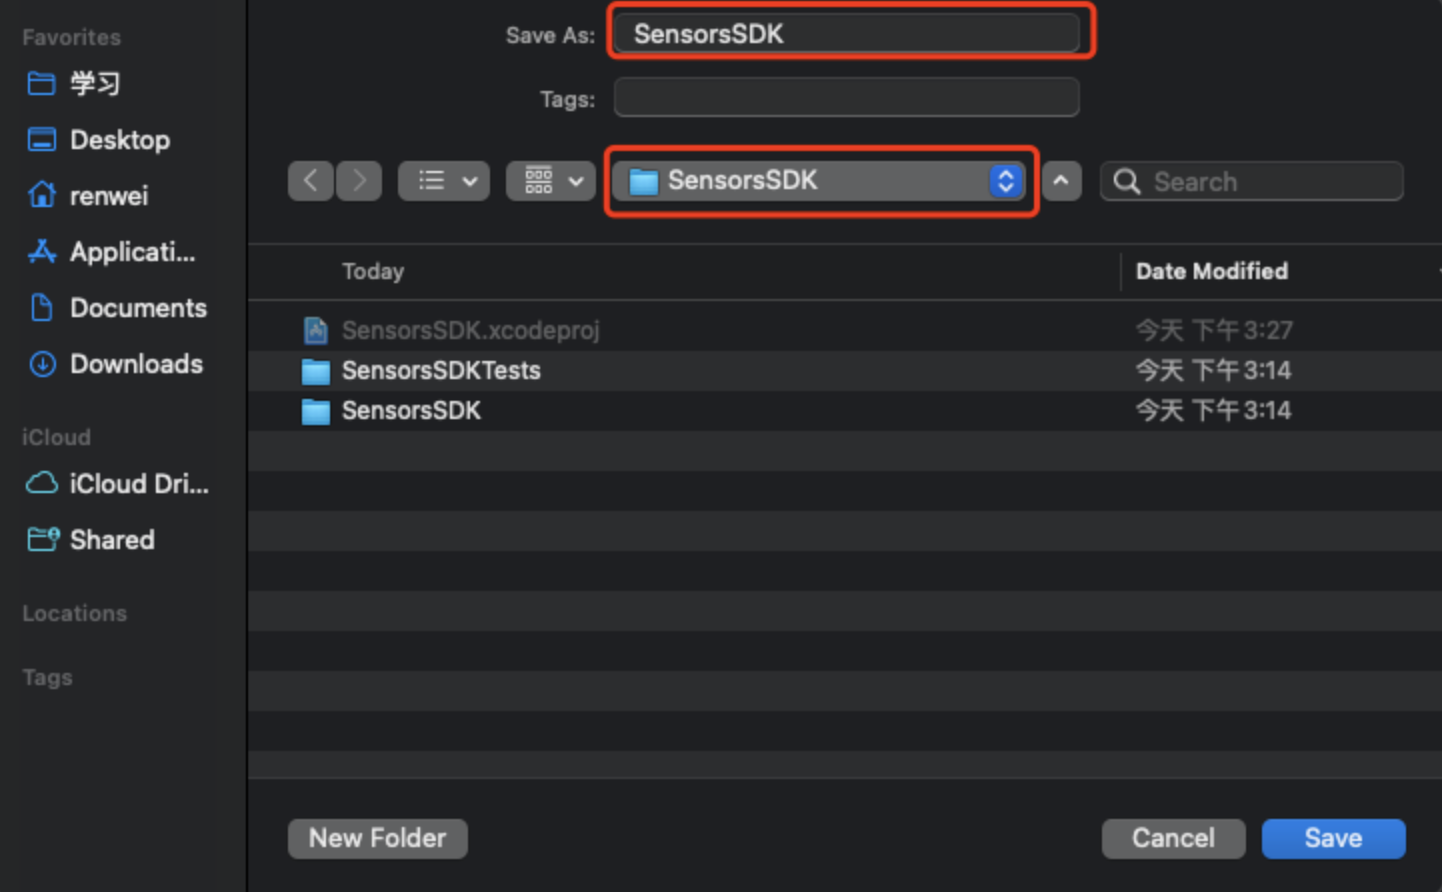 Favorites
学习
Desktop
renwei
Applicati...
Documents
Downloads
iCloud
iCloud Dri...
Shared
Locations
Tags
Save As: SensorsSDK
Tags:
SensorsSDK
Search
Today Date Modified
SensorsSDK.xcodeproj 今天 下午3:27
SensorsSDKTests 今天 下午3:14
SensorsSDK 今天 下午3:14
New Folder Cancel Save